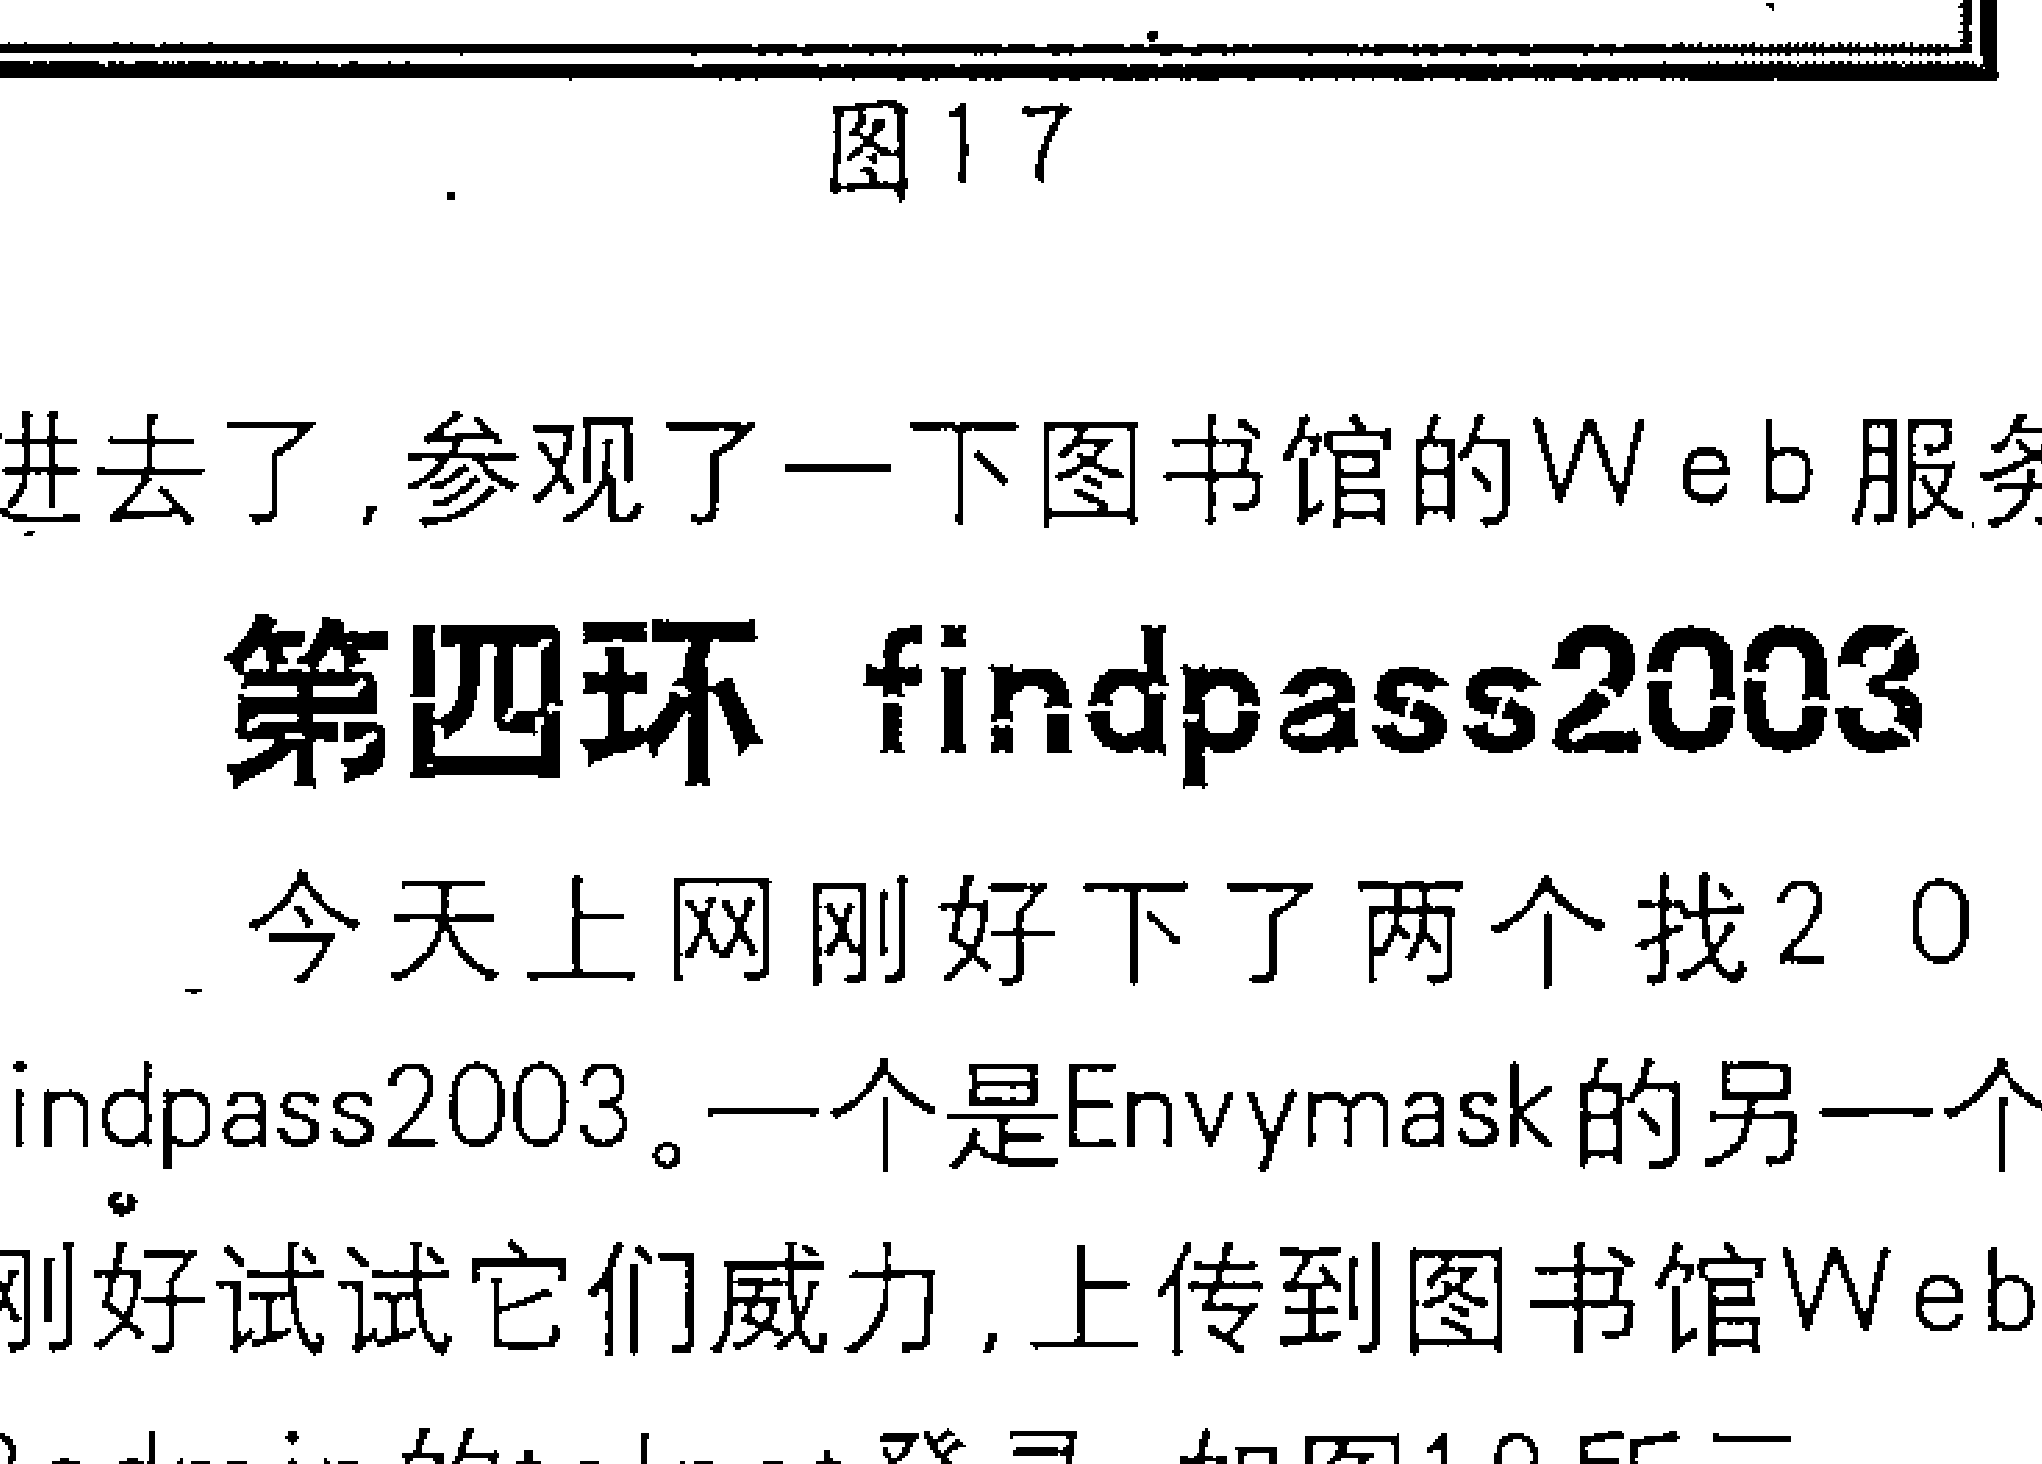 图17
进去了,参观了一下图书馆的Web服务
第四环 findpass2003
今天上网刚好下了两个找20
indpass2003。一个是Envymask的另一个
刚好试试它们威力,上传到图书馆Web